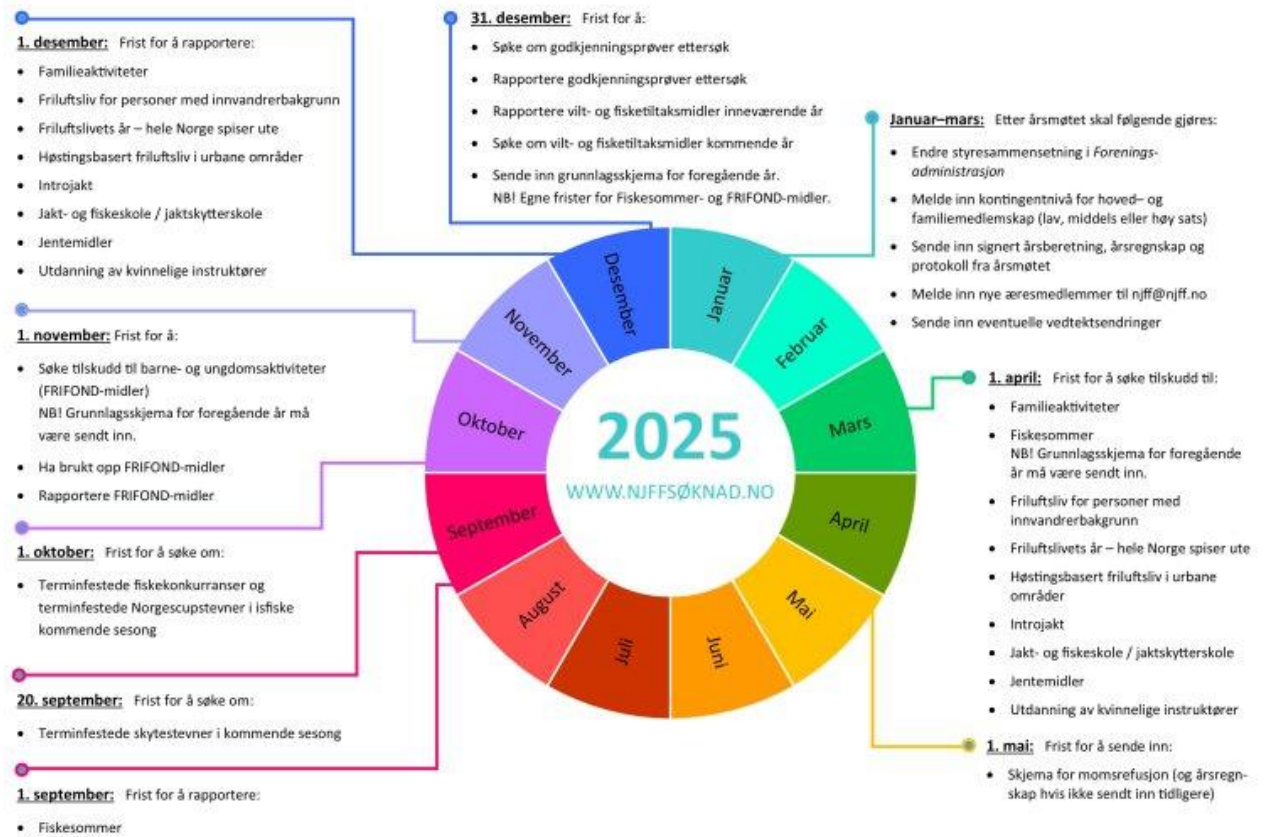 1. desember: Frist for å rapportere:
• Familieaktiviteter
• Friluftsliv for personer med innvandrerbakgrunn
• Friluftslivets år – hele Norge spiser ute
• Høstingsbasert friluftsliv i urbane områder
• Introjakt
• Jakt- og fiskeskole / jaktskytterskole
• Jentemidler
• Utdanning av kvinnelige instruktører
31. desember: Frist for å:
• Søke om godkjenningsprøver ettersøk
• Rapportere godkjenningsprøver ettersøk
• Rapportere vilt- og fisketiltaksmidler inneværende år
• Søke om vilt- og fisketiltaksmidler kommende år
• Sende inn grunnlagsskjema for foregående år.
NB! Egne frister for Fiskesommer- og FRIFOND-midler.
Januar–mars: Etter årsmøtet skal følgende gjøres:
• Endre styresammensetning i Forenings-
administrasjon
• Melde inn kontingentnivå for hoved– og
familiemedlemskap (lav, middels eller høy sats)
• Sende inn signert årsberetning, årsregnskap og
protokoll fra årsmøtet
• Melde inn nye æresmedlemmer til njff@njff.no
• Sende inn eventuelle vedtektsendringer
1. april: Frist for å søke tilskudd til:
• Familieaktiviteter
• Fiskesommer
NB! Grunnlagsskjema for foregående
år må være sendt inn.
• Friluftsliv for personer med
innvandrerbakgrunn
• Friluftslivets år – hele Norge spiser ute
• Høstingsbasert friluftsliv i urbane
områder
• Introjakt
• Jakt- og fiskeskole / jaktskytterskole
• Jentemidler
• Utdanning av kvinnelige instruktører
1. mai: Frist for å sende inn:
• Skjema for momsrefusjon (og årsregn-
skap hvis ikke sendt inn tidligere)
1. november: Frist for å:
• Søke tilskudd til barne- og ungdomsaktiviteter
(FRIFOND-midler)
NB! Grunnlagsskjema for foregående år må
være sendt inn.
• Ha brukt opp FRIFOND-midler
• Rapportere FRIFOND-midler
1. oktober: Frist for å søke om:
• Terminfestede fiskekonkurranser og
terminfestede Norgescupstevner i isfiske
kommende sesong
20. september: Frist for å søke om:
• Terminfestede skytestevner i kommende sesong
1. september: Frist for å rapportere:
• Fiskesommer
Januar
Februar
Mars
April
Mai
Juni
Juli
August
September
Oktober
November
Desember
2025
WWW.NJFFSØKNAD.NO